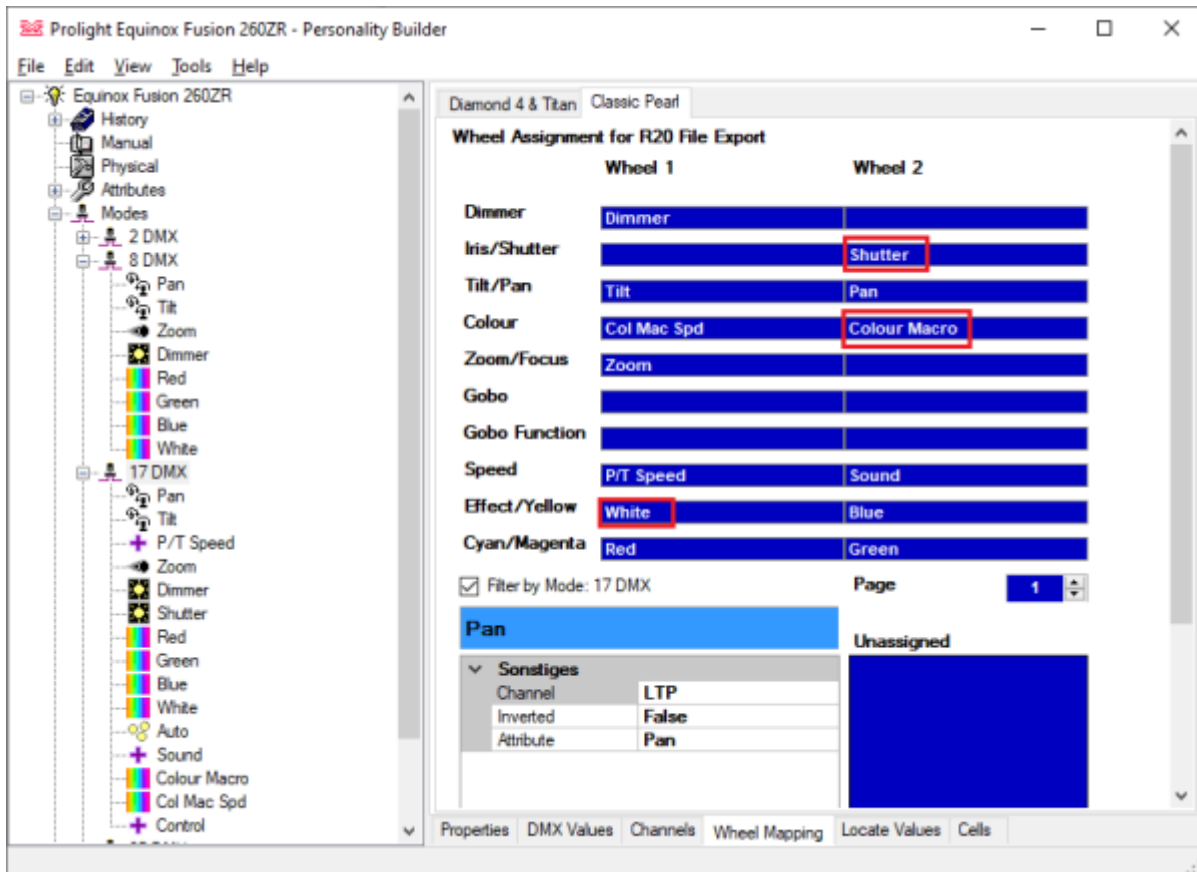 Prolight Equinox Fusion 260ZR - Personality Builder
File Edit View Tools Help
Equinox Fusion 260ZR
History
Manual
Physical
Attributes
Modes
2 DMX
8 DMX
Pan
Tilt
Zoom
Dimmer
Red
Green
Blue
White
17 DMX
Pan
Tilt
P/T Speed
Zoom
Dimmer
Shutter
Red
Green
Blue
White
Auto
Sound
Colour Macro
Col Mac Spd
Control
Diamond 4 & Titan Classic Pearl
Wheel Assignment for R20 File Export
Wheel 1 Wheel 2
Dimmer Dimmer
Iris/Shutter Shutter
Tilt/Pan Tilt Pan
Colour Col Mac Spd Colour Macro
Zoom/Focus Zoom
Gobo
Gobo Function
Speed P/T Speed Sound
Effect/Yellow White Blue
Cyan/Magenta Red Green
Filter by Mode: 17 DMX Page 1
Pan Unassigned
Sonstiges
Channel LTP
Inverted False
Attribute Pan
Properties DMX Values Channels Wheel Mapping Locate Values Cells